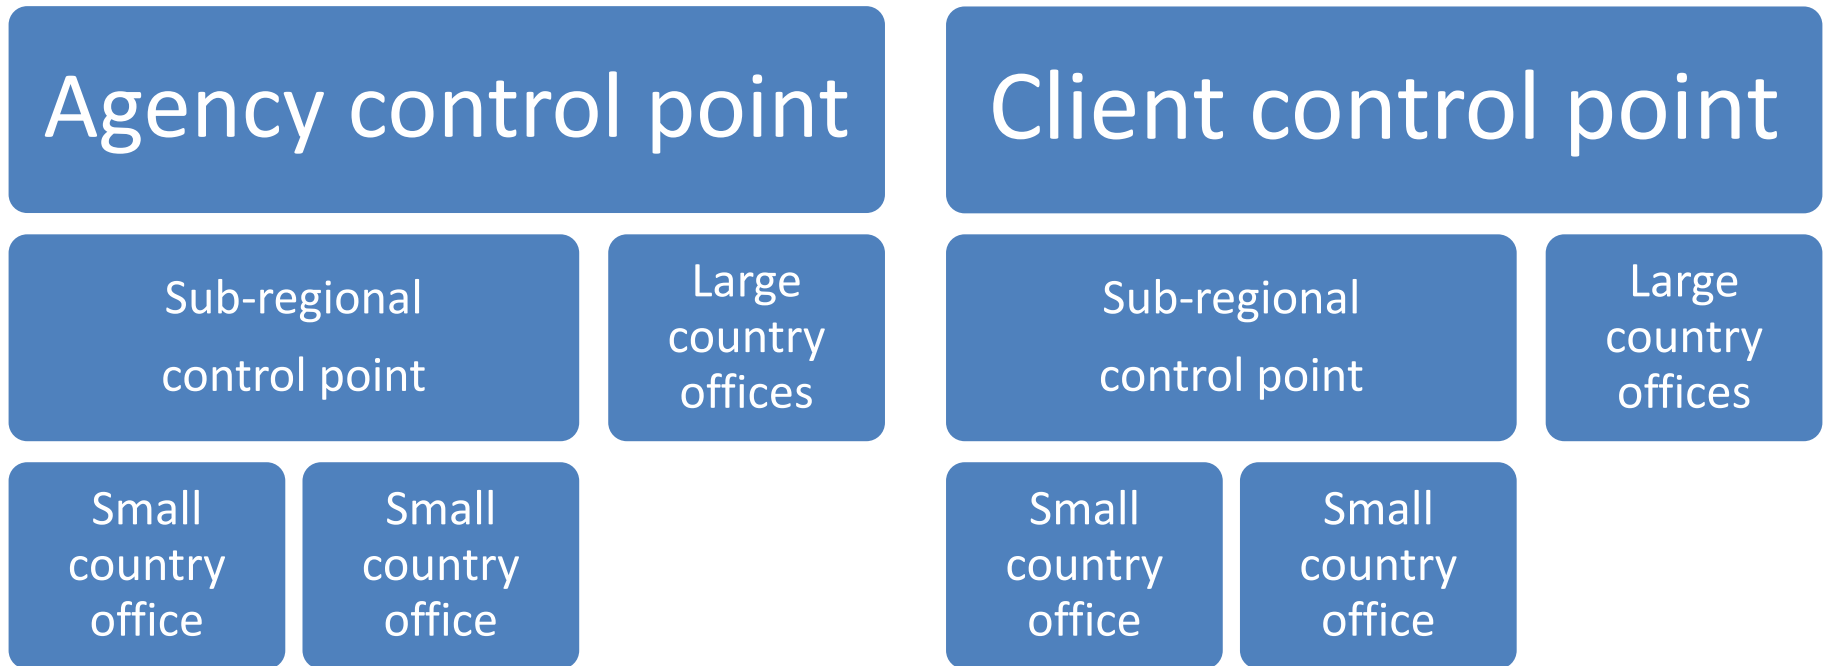 Agency control point
Client control point
Sub-regional
control point
Large
country
offices
Sub-regional
control point
Large
country
offices
Small
country
office
Small
country
office
Small
country
office
Small
country
office